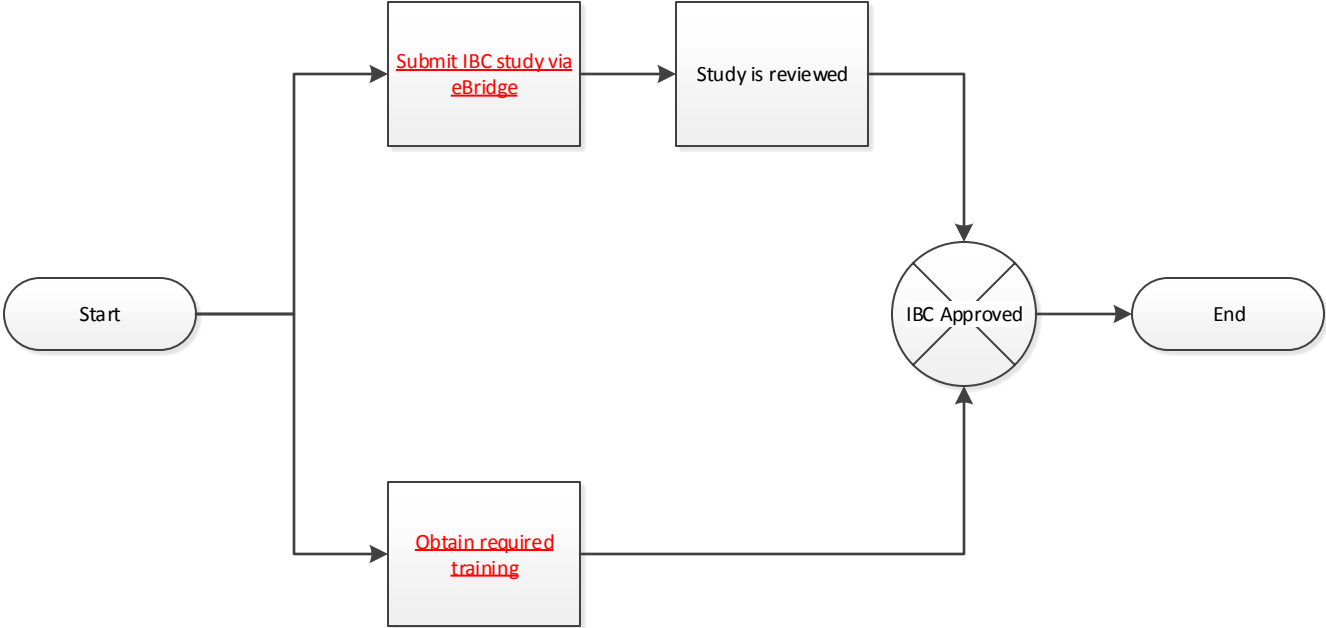 Submit IBC study via
eBridge
Study is reviewed
Start
IBC Approved
End
Obtain required
training